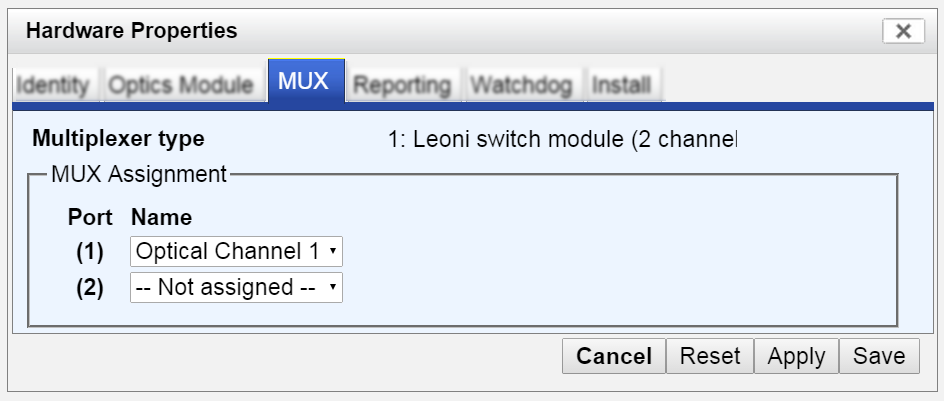 Hardware Properties
Identity Optics Module MUX Reporting Watchdog Install
Multiplexer type 1: Leoni switch module (2 channel
MUX Assignment
Port Name
(1) Optical Channel 1
(2) -- Not assigned --
Cancel Reset Apply Save